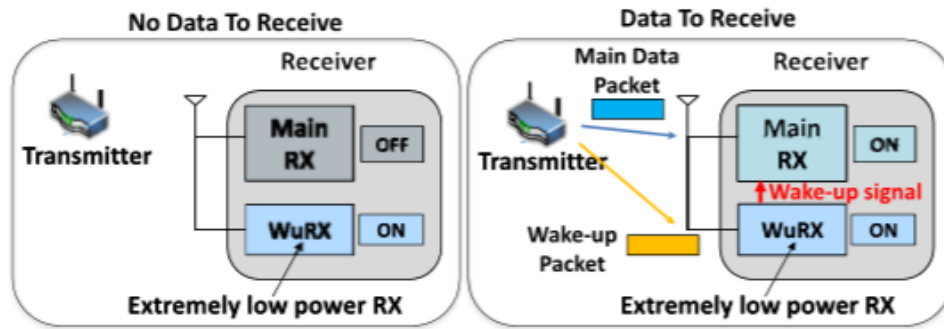 No Data To Receive
Receiver
Transmitter
Main
RX
OFF
WuRX
ON
Extremely low power RX
Data To Receive
Main Data
Packet
Receiver
Transmitter
Main
RX
ON
Wake-up signal
WuRX
ON
Wake-up
Packet
Extremely low power RX